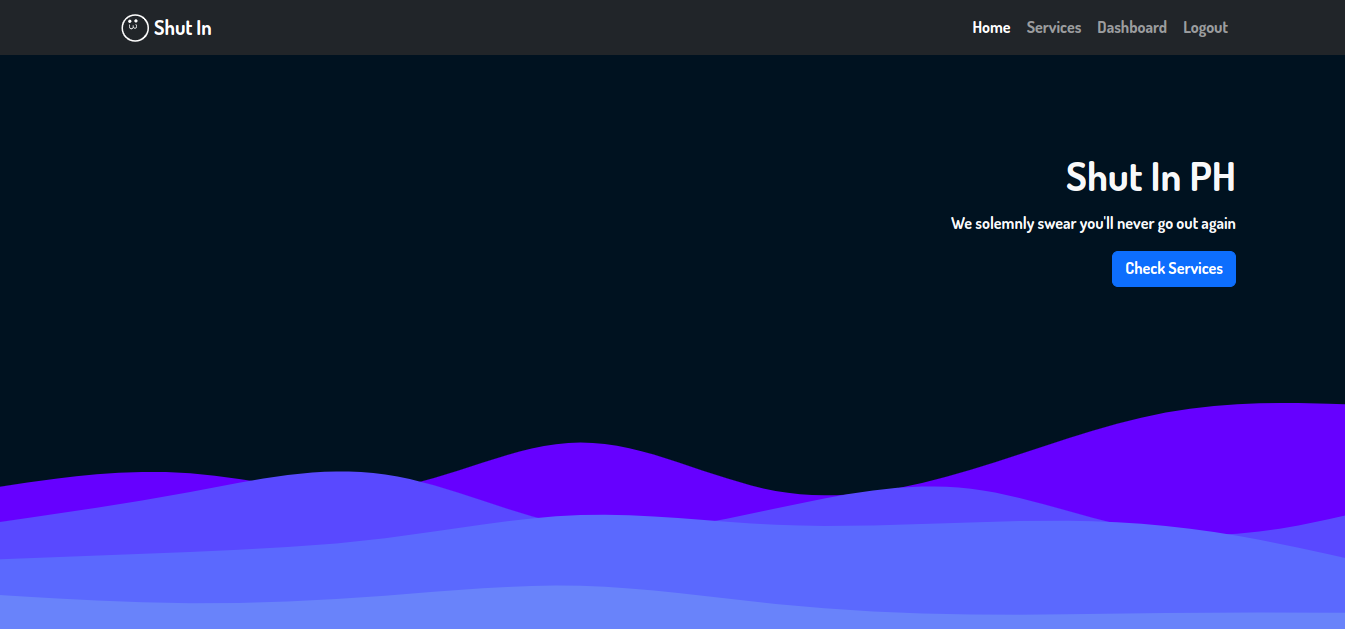 Shut In
Home Services Dashboard Logout
Shut In PH
We solemnly swear you'll never go out again
Check Services